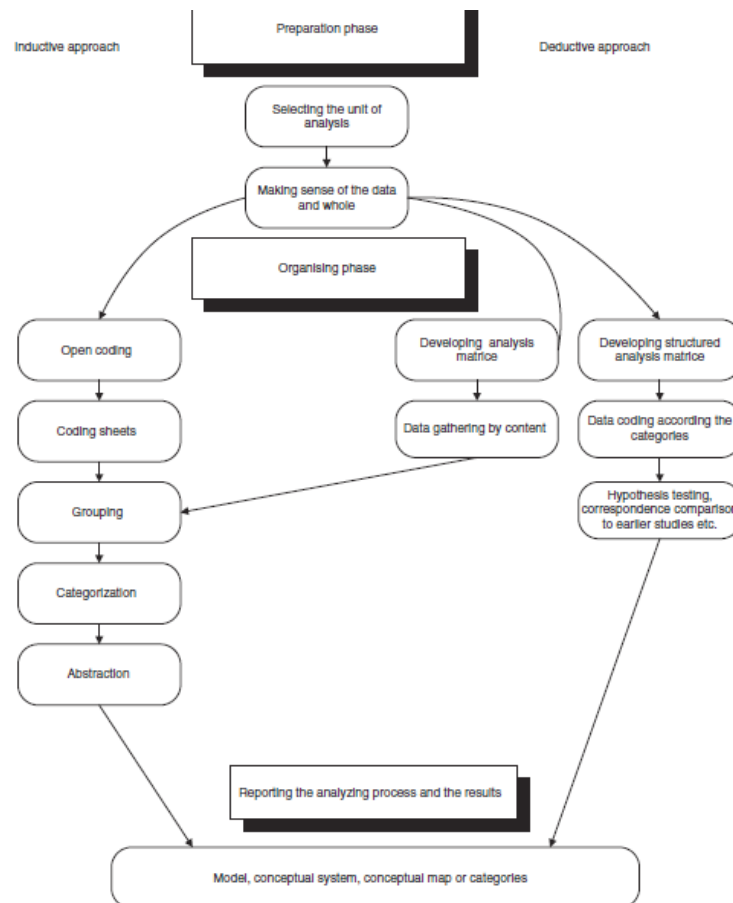 Preparation phase
Inductive approach
Deductive approach
Selecting the unit of
analysis
Making sense of the data
and whole
Organising phase
Open coding
Developing analysis
matrice
Developing structured
analysis matrice
Coding sheets
Data gathering by content
Data coding according the
categories
Grouping
Hypothesis testing,
correspondence comparison
to earlier studies etc.
Categorization
Abstraction
Reporting the analyzing process and the results
Model, conceptual system, conceptual map or categories